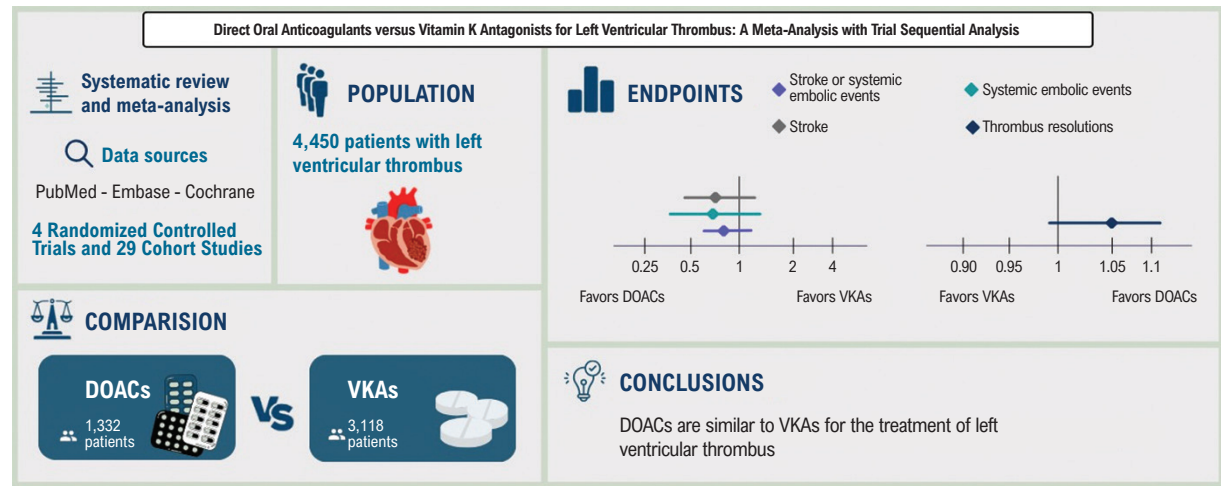 Direct Oral Anticoagulants versus Vitamin K Antagonists for Left Ventricular Thrombus: A Meta-Analysis with Trial Sequential Analysis
Systematic review
and meta-analysis
Data sources
PubMed - Embase - Cochrane
4 Randomized Controlled
Trials and 29 Cohort Studies
POPULATION
4,450 patients with left
ventricular thrombus
ENDPOINTS
Stroke or systemic
embolic events
Systemic embolic events
Stroke
Thrombus resolutions
0.25 0.5 1 2 4
Favors DOACs Favors VKAs
0.90 0.95 1 1.05 1.1
Favors VKAs Favors DOACs
COMPARISION
DOACs
1,332
patients
VS
VKAs
3,118
patients
CONCLUSIONS
DOACs are similar to VKAs for the treatment of left
ventricular thrombus